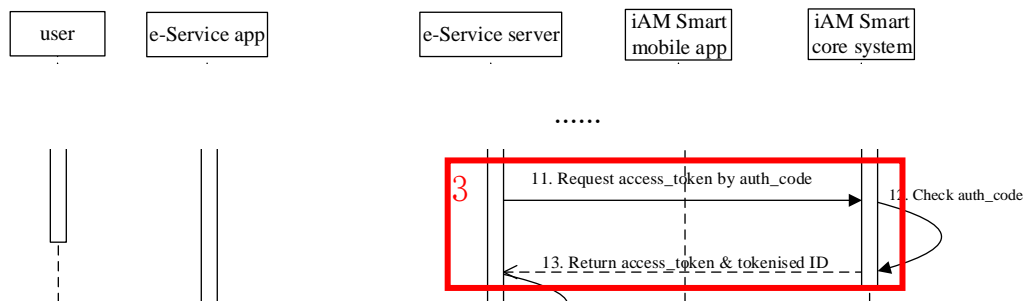 user
e-Service app
e-Service server
iAM Smart
mobile app
iAM Smart
core system
......
3
11. Request access_token by auth_code
12. Check auth_code
13. Return access_token & tokenised ID